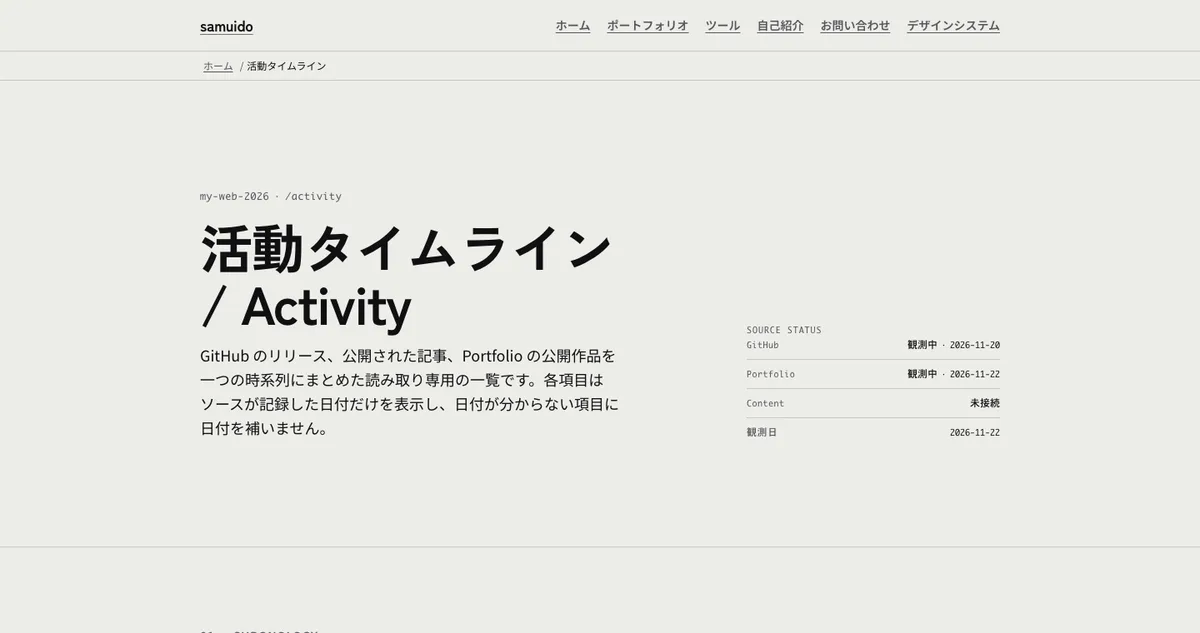 samuido
ホーム ポートフォリオ ツール 自己紹介 お問い合わせ デザインシステム
ホーム / 活動タイムライン
my-web-2026 · /activity
活動タイムライン
/ Activity
GitHub のリリース、公開された記事、Portfolio の公開作品を
一つの時系列にまとめた読み取り専用の一覧です。各項目は
ソースが記録した日付だけを表示し、日付が分からない項目に
日付を補いません。
SOURCE STATUS
GitHub 観測中 · 2026-11-20
Portfolio 観測中 · 2026-11-22
Content 未接続
観測日 2026-11-22